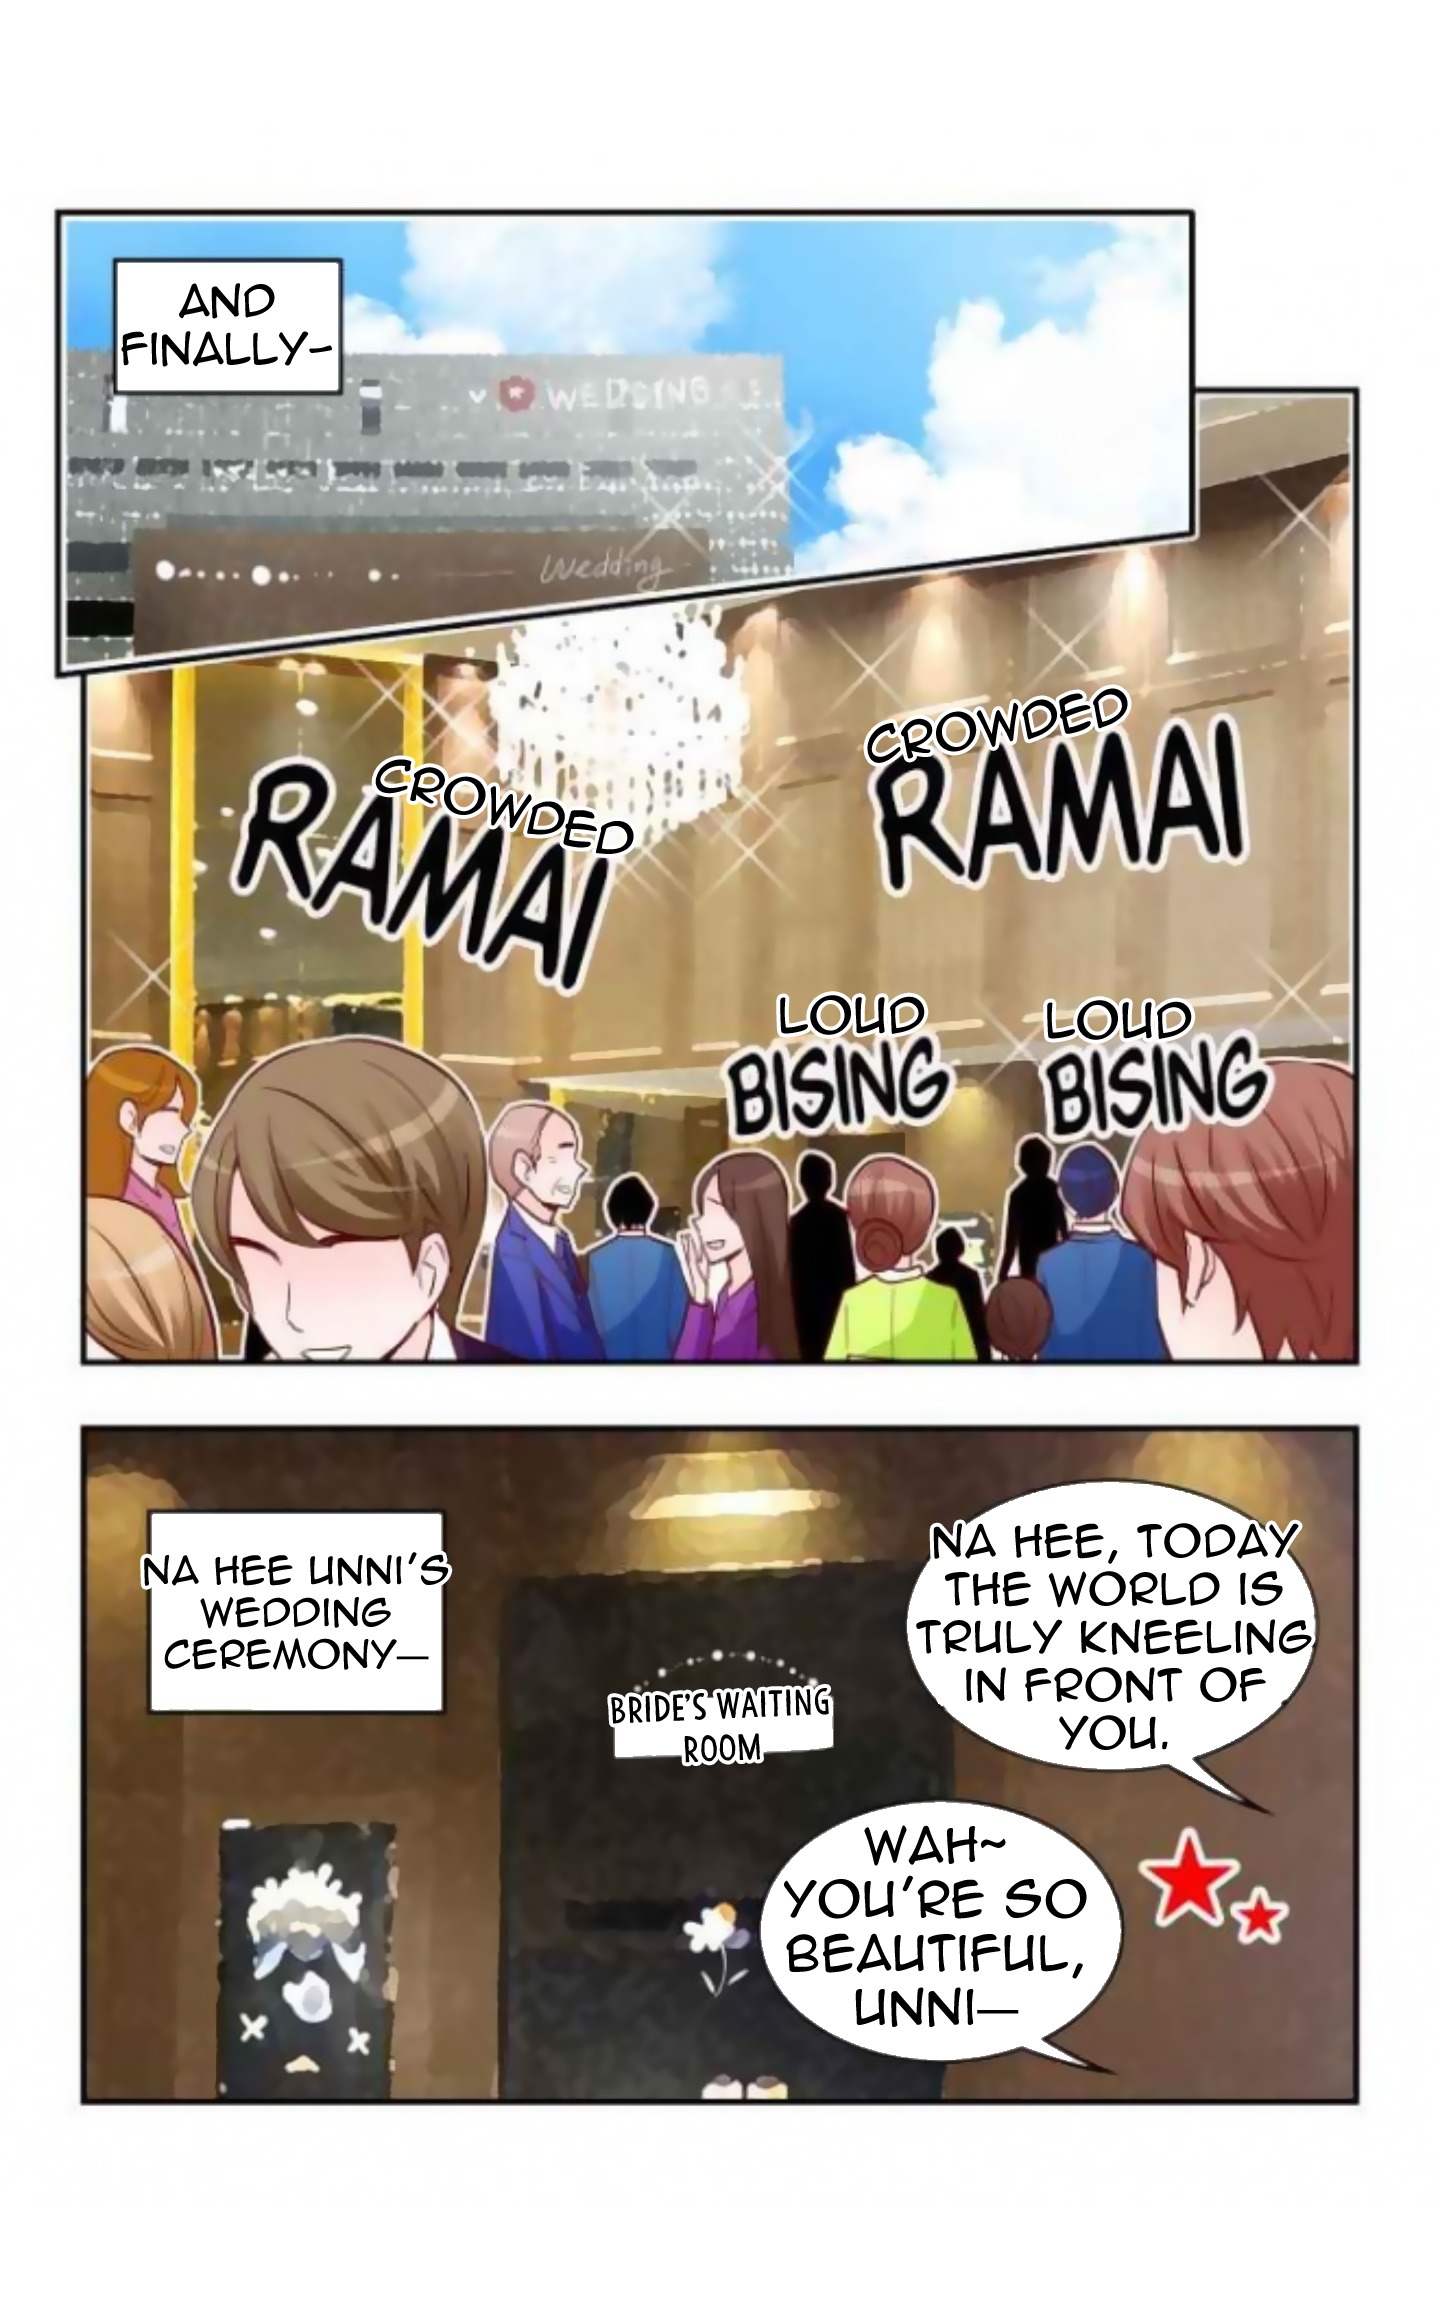 AND
FINALLY-
WEDDING
Wedding
CROWDED
RAMAI
CROWDED
RAMAI
LOUD
BISING
LOUD
BISING
NA HEE UNNI'S
WEDDING
CEREMONY—
NA HEE, TODAY
THE WORLD IS
TRULY KNEELING
IN FRONT OF
YOU.
BRIDE'S WAITING
ROOM
WAH~
YOU'RE SO
BEAUTIFUL,
UNNI—